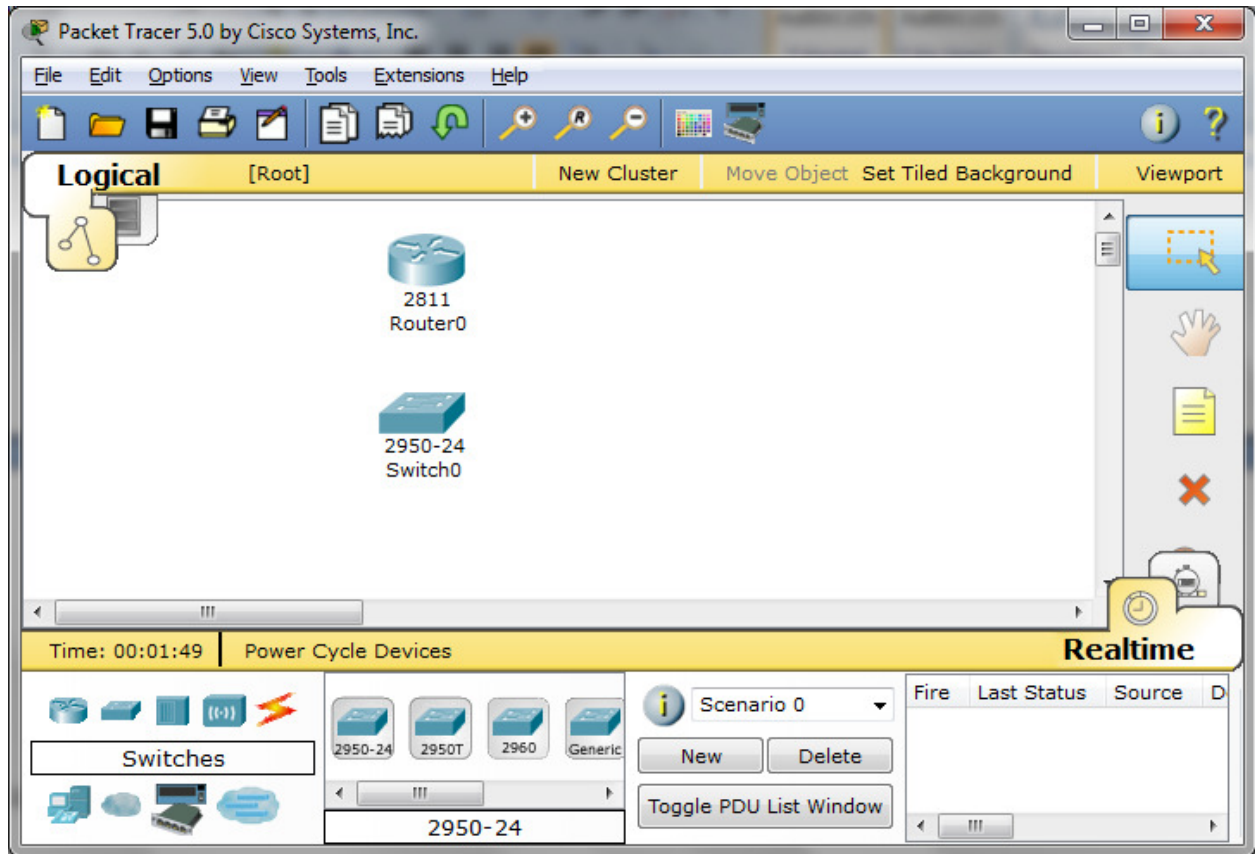 Packet Tracer 5.0 by Cisco Systems, Inc.
File Edit Options View Tools Extensions Help
Logical [Root] New Cluster Move Object Set Tiled Background Viewport
2811
Router0
2950-24
Switch0
Time: 00:01:49 Power Cycle Devices Realtime
Fire Last Status Source D
Scenario 0
2950-24 2950T 2960 Generic
Switches
New Delete
Toggle PDU List Window
2950-24